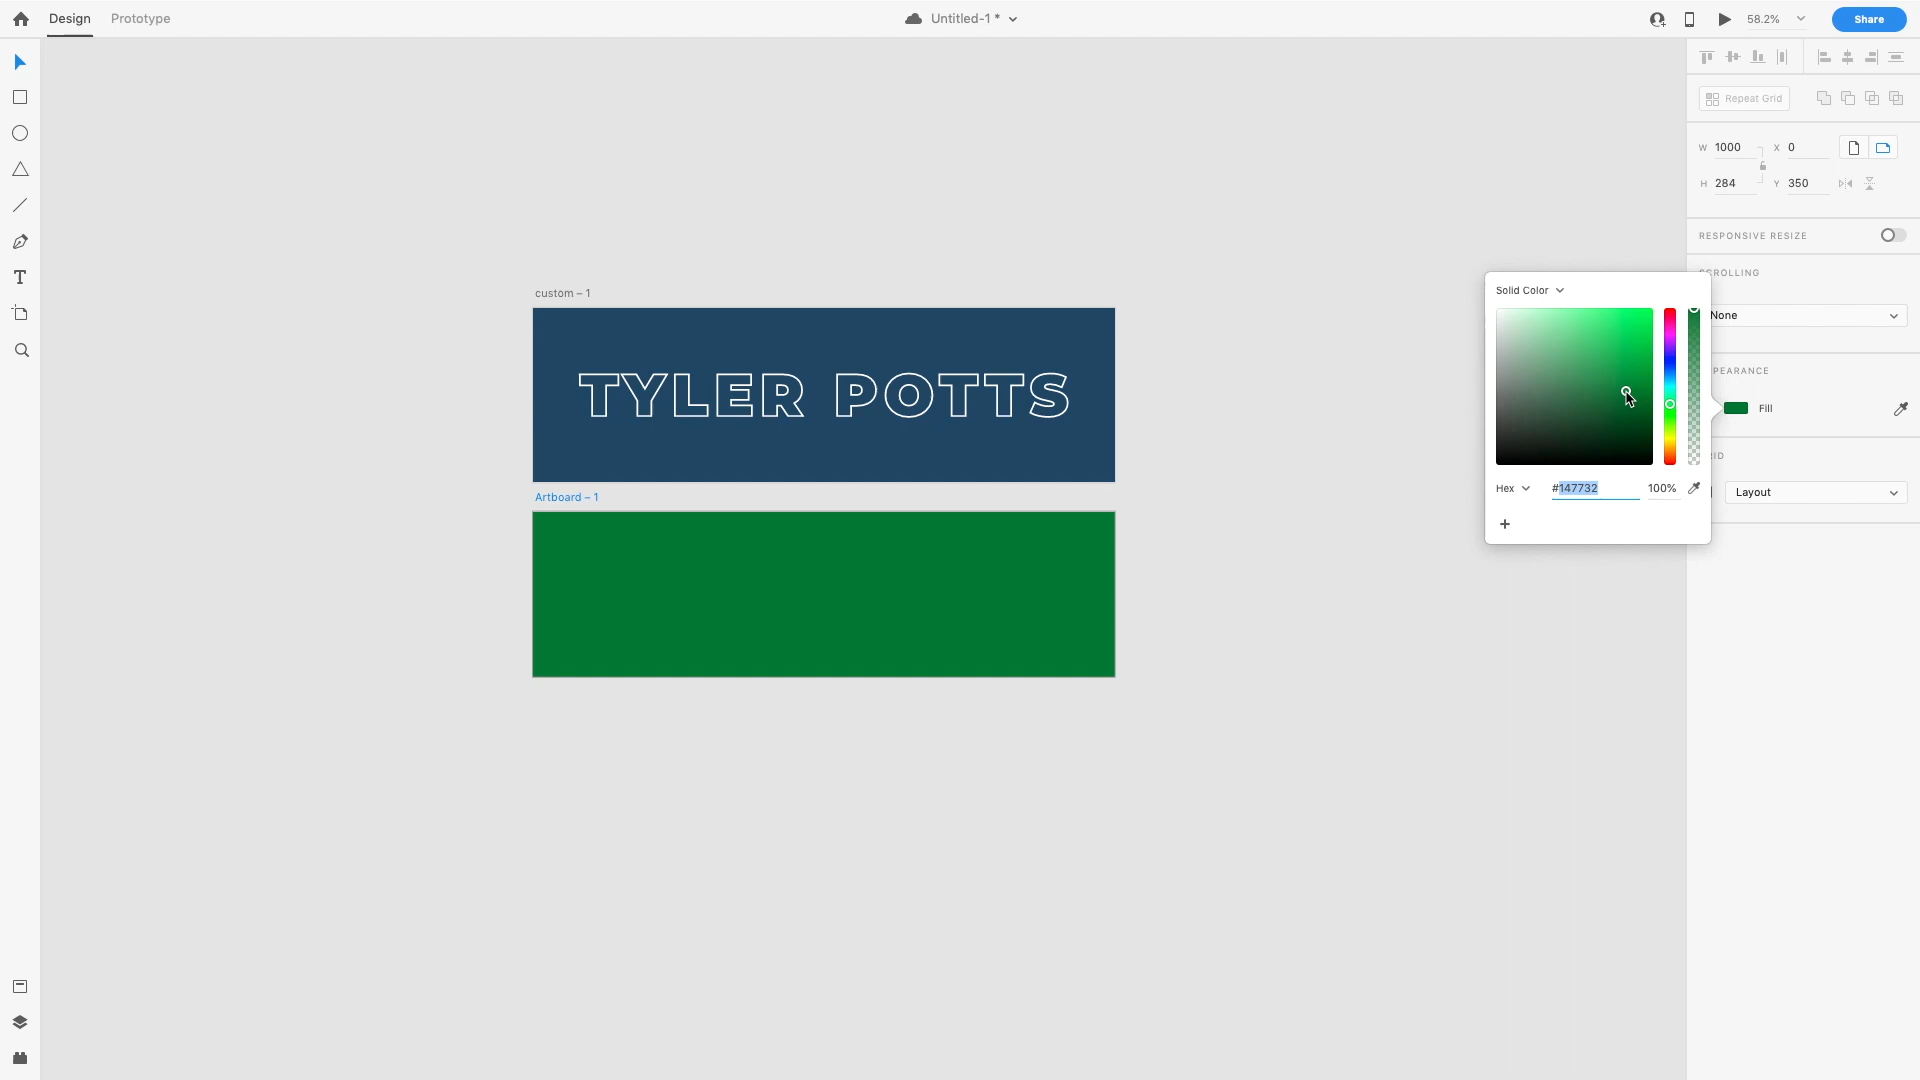 Design
Prototype
Untitled-1 *
58.2%
Share
Repeat Grid
W 1000
X 0
H 284
Y 350
RESPONSIVE RESIZE
CROLLING
None
PEARANCE
Fill
RID
Layout
Solid Color
Hex
#147732
100%
+
custom – 1
TYLER POTTS
Artboard – 1
T